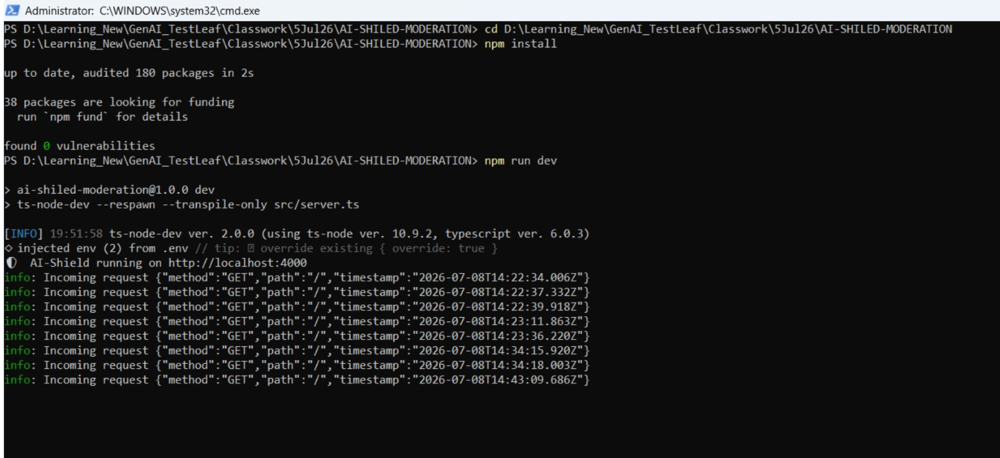 Administrator: C:\WINDOWS\system32\cmd.exe
PS D:\Learning_New\GenAI_TestLeaf\Classwork\5Jul26\AI-SHILED-MODERATION> cd D:\Learning_New\GenAI_TestLeaf\Classwork\5Jul26\AI-SHILED-MODERATION
PS D:\Learning_New\GenAI_TestLeaf\Classwork\5Jul26\AI-SHILED-MODERATION> npm install
up to date, audited 180 packages in 2s
38 packages are looking for funding
  run `npm fund` for details
found 0 vulnerabilities
PS D:\Learning_New\GenAI_TestLeaf\Classwork\5Jul26\AI-SHILED-MODERATION> npm run dev
> ai-shiled-moderation@1.0.0 dev
> ts-node-dev --respawn --transpile-only src/server.ts
[INFO] 19:51:58 ts-node-dev ver. 2.0.0 (using ts-node ver. 10.9.2, typescript ver. 6.0.3)
◇ injected env (2) from .env // tip: ⍰ override existing { override: true }
AI-Shield running on http://localhost:4000
info: Incoming request {"method":"GET","path":"/","timestamp":"2026-07-08T14:22:34.006Z"}
info: Incoming request {"method":"GET","path":"/","timestamp":"2026-07-08T14:22:37.332Z"}
info: Incoming request {"method":"GET","path":"/","timestamp":"2026-07-08T14:22:39.918Z"}
info: Incoming request {"method":"GET","path":"/","timestamp":"2026-07-08T14:23:11.863Z"}
info: Incoming request {"method":"GET","path":"/","timestamp":"2026-07-08T14:23:36.220Z"}
info: Incoming request {"method":"GET","path":"/","timestamp":"2026-07-08T14:34:15.920Z"}
info: Incoming request {"method":"GET","path":"/","timestamp":"2026-07-08T14:34:18.003Z"}
info: Incoming request {"method":"GET","path":"/","timestamp":"2026-07-08T14:43:09.686Z"}